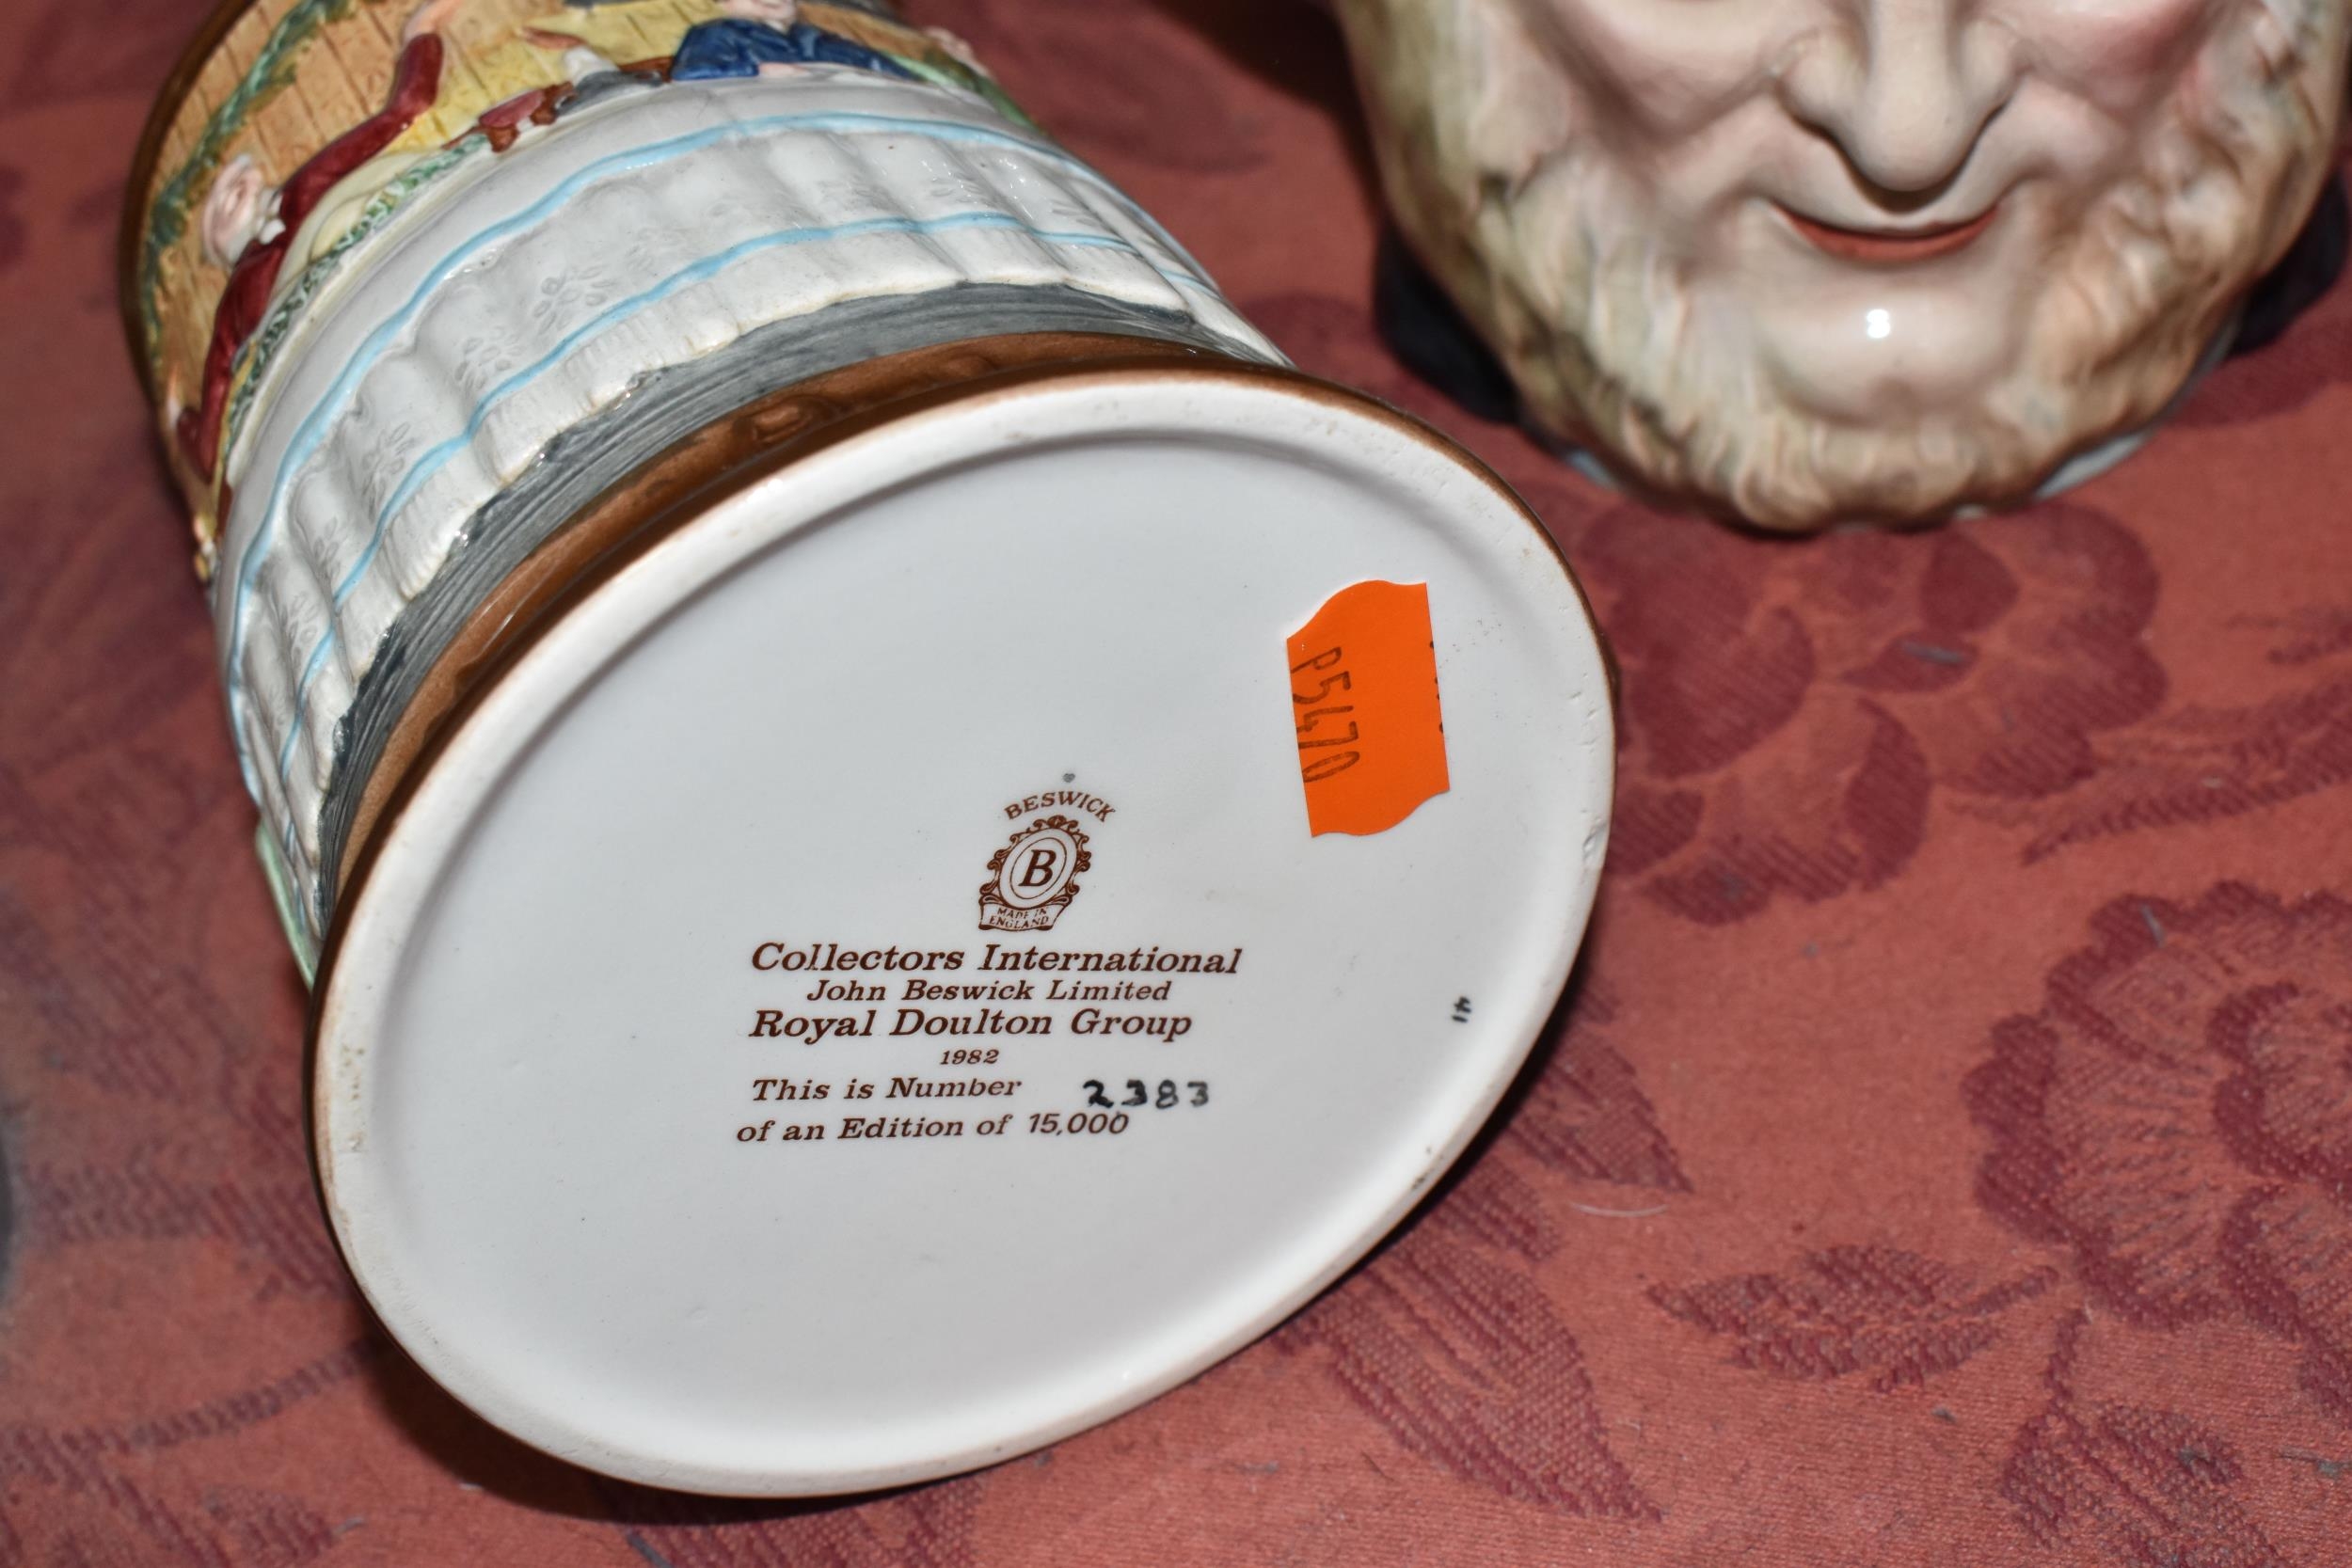 BESWICK
B
MADE IN
ENGLAND
Collectors International
John Beswick Limited
Royal Doulton Group
1982
This is Number 2383
of an Edition of 15,000
P5470